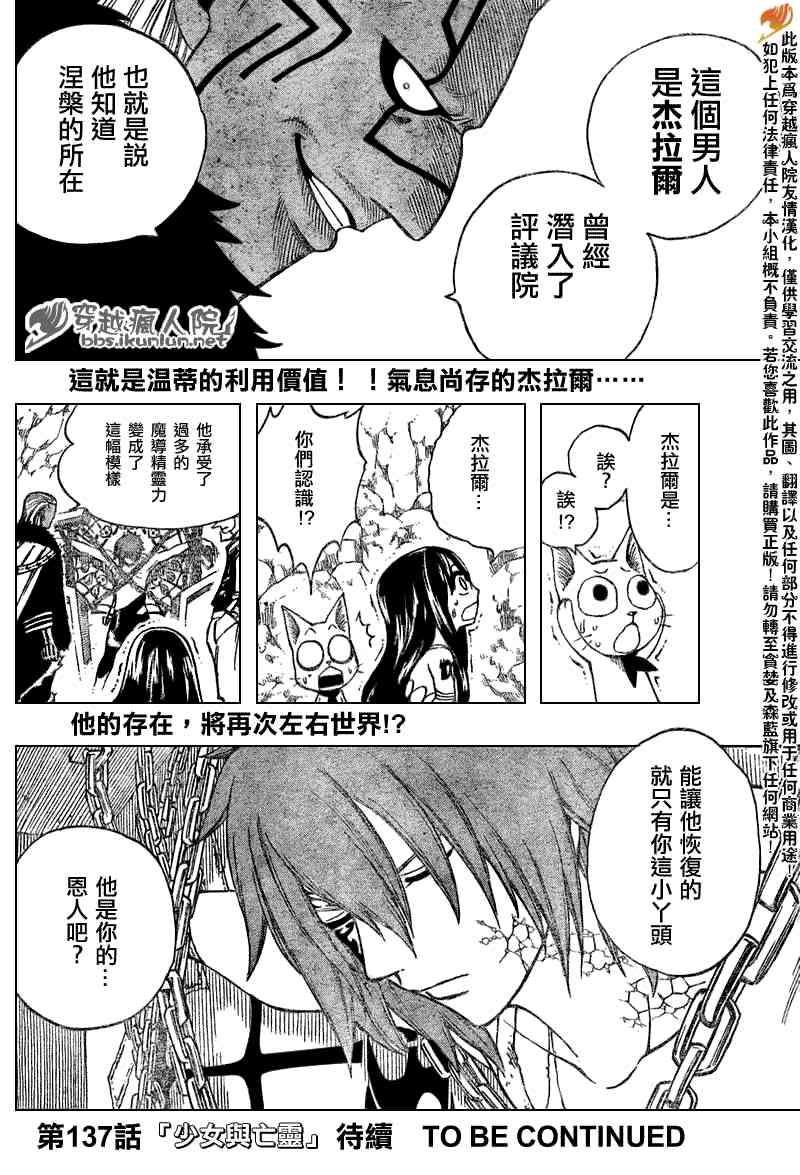 這個男人
是杰拉爾
曾經
潛入了
評議院
也就是說
他知道
涅槃的所在
穿越瘋人院
bbs.ikunlun.net
這就是温蒂的利用價值！！氣息尚存的杰拉爾……
杰拉爾是…
誒？
誒!?
杰拉爾…
你們認識!?
他承受了
過多的
魔導精靈力
變成了
這幅模樣
他的存在，將再次左右世界!?
能讓他恢復的
就只有你這小丫頭
他是你的…
恩人吧？
第137話「少女與亡靈」待續 TO BE CONTINUED
此版本爲穿越瘋人院友情漢化，僅供學習交流之用，其圖、翻譯以及任何部分不得進行修改或用于任何商業用途！
如犯上任何法律責任，本小組概不負責。若您喜歡此作品，請購買正版！請勿轉至貪婪及森藍旗下任何網站！